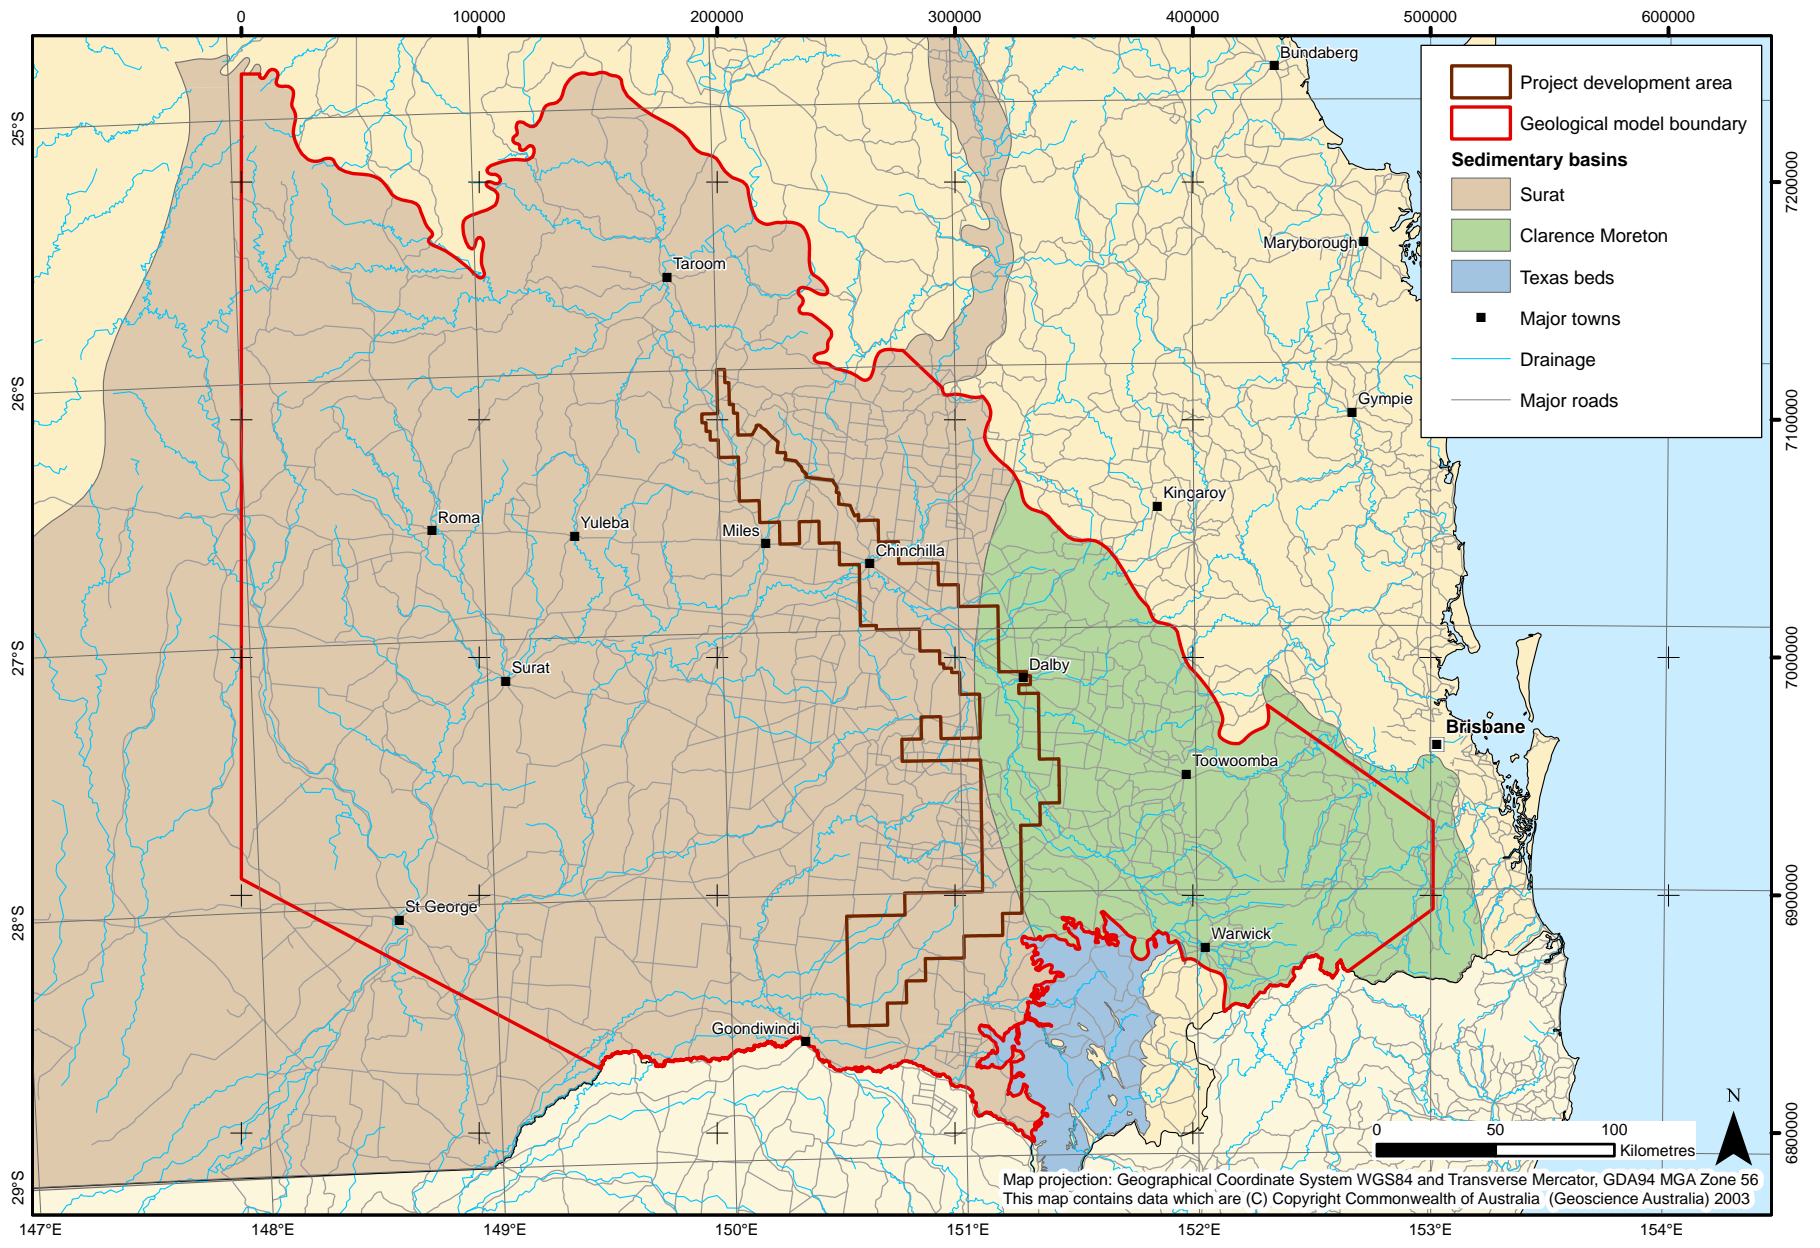 0 100000 200000 300000 400000 500000 600000
Bundaberg
Project development area
Geological model boundary
Sedimentary basins
Surat
Clarence Moreton
Texas beds
Major towns
Drainage
Major roads
25°S
26°S
27°S
28°S
29°S
7200000
7100000
7000000
6900000
6800000
Maryborough
Taroom
Gympie
Kingaroy
Roma
Yuleba
Miles
Chinchilla
Surat
Dalby
Brisbane
Toowoomba
St George
Warwick
Goondiwindi
N
0 50 100
Kilometres
Map projection: Geographical Coordinate System WGS84 and Transverse Mercator, GDA94 MGA Zone 56
This map contains data which are (C) Copyright Commonwealth of Australia (Geoscience Australia) 2003
147°E 148°E 149°E 150°E 151°E 152°E 153°E 154°E